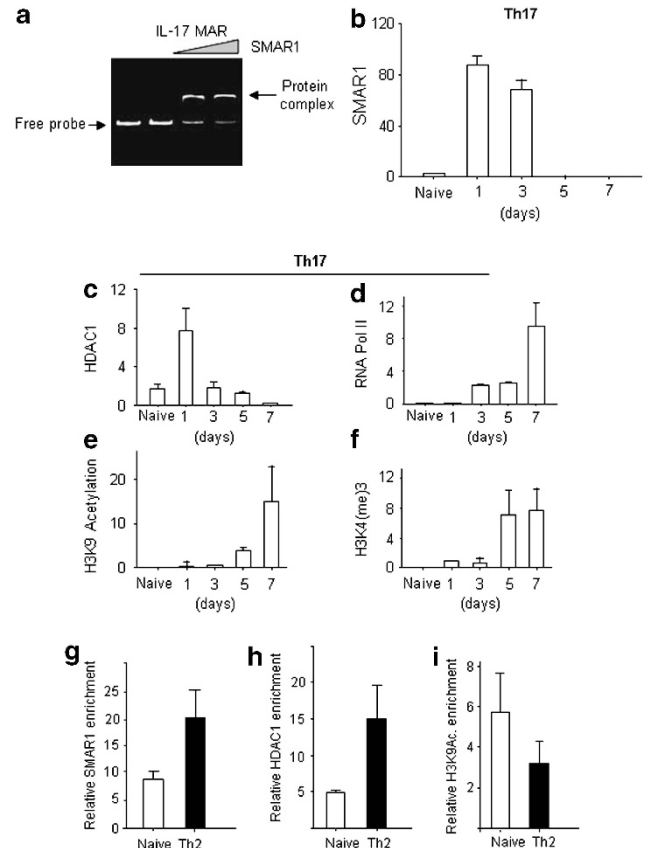 a
IL-17 MAR
SMAR1
Protein complex
Free probe
b
Th17
SMAR1
120
80
40
0
Naive 1 3 5 7
(days)
Th17
c
HDAC1
12
8
4
0
Naive 1 3 5 7
(days)
d
RNA Pol II
12
8
4
0
Naive 1 3 5 7
(days)
e
H3K9 Acetylation
20
10
0
Naive 1 3 5 7
(days)
f
H3K4(me)3
12
8
4
0
Naive 1 3 5 7
(days)
g
Relative SMAR1 enrichment
25
20
15
10
5
0
Naive Th2
h
Relative HDAC1 enrichment
20
15
10
5
Naive Th2
i
Relative H3K9Ac. enrichment
8
6
4
2
Naive Th2